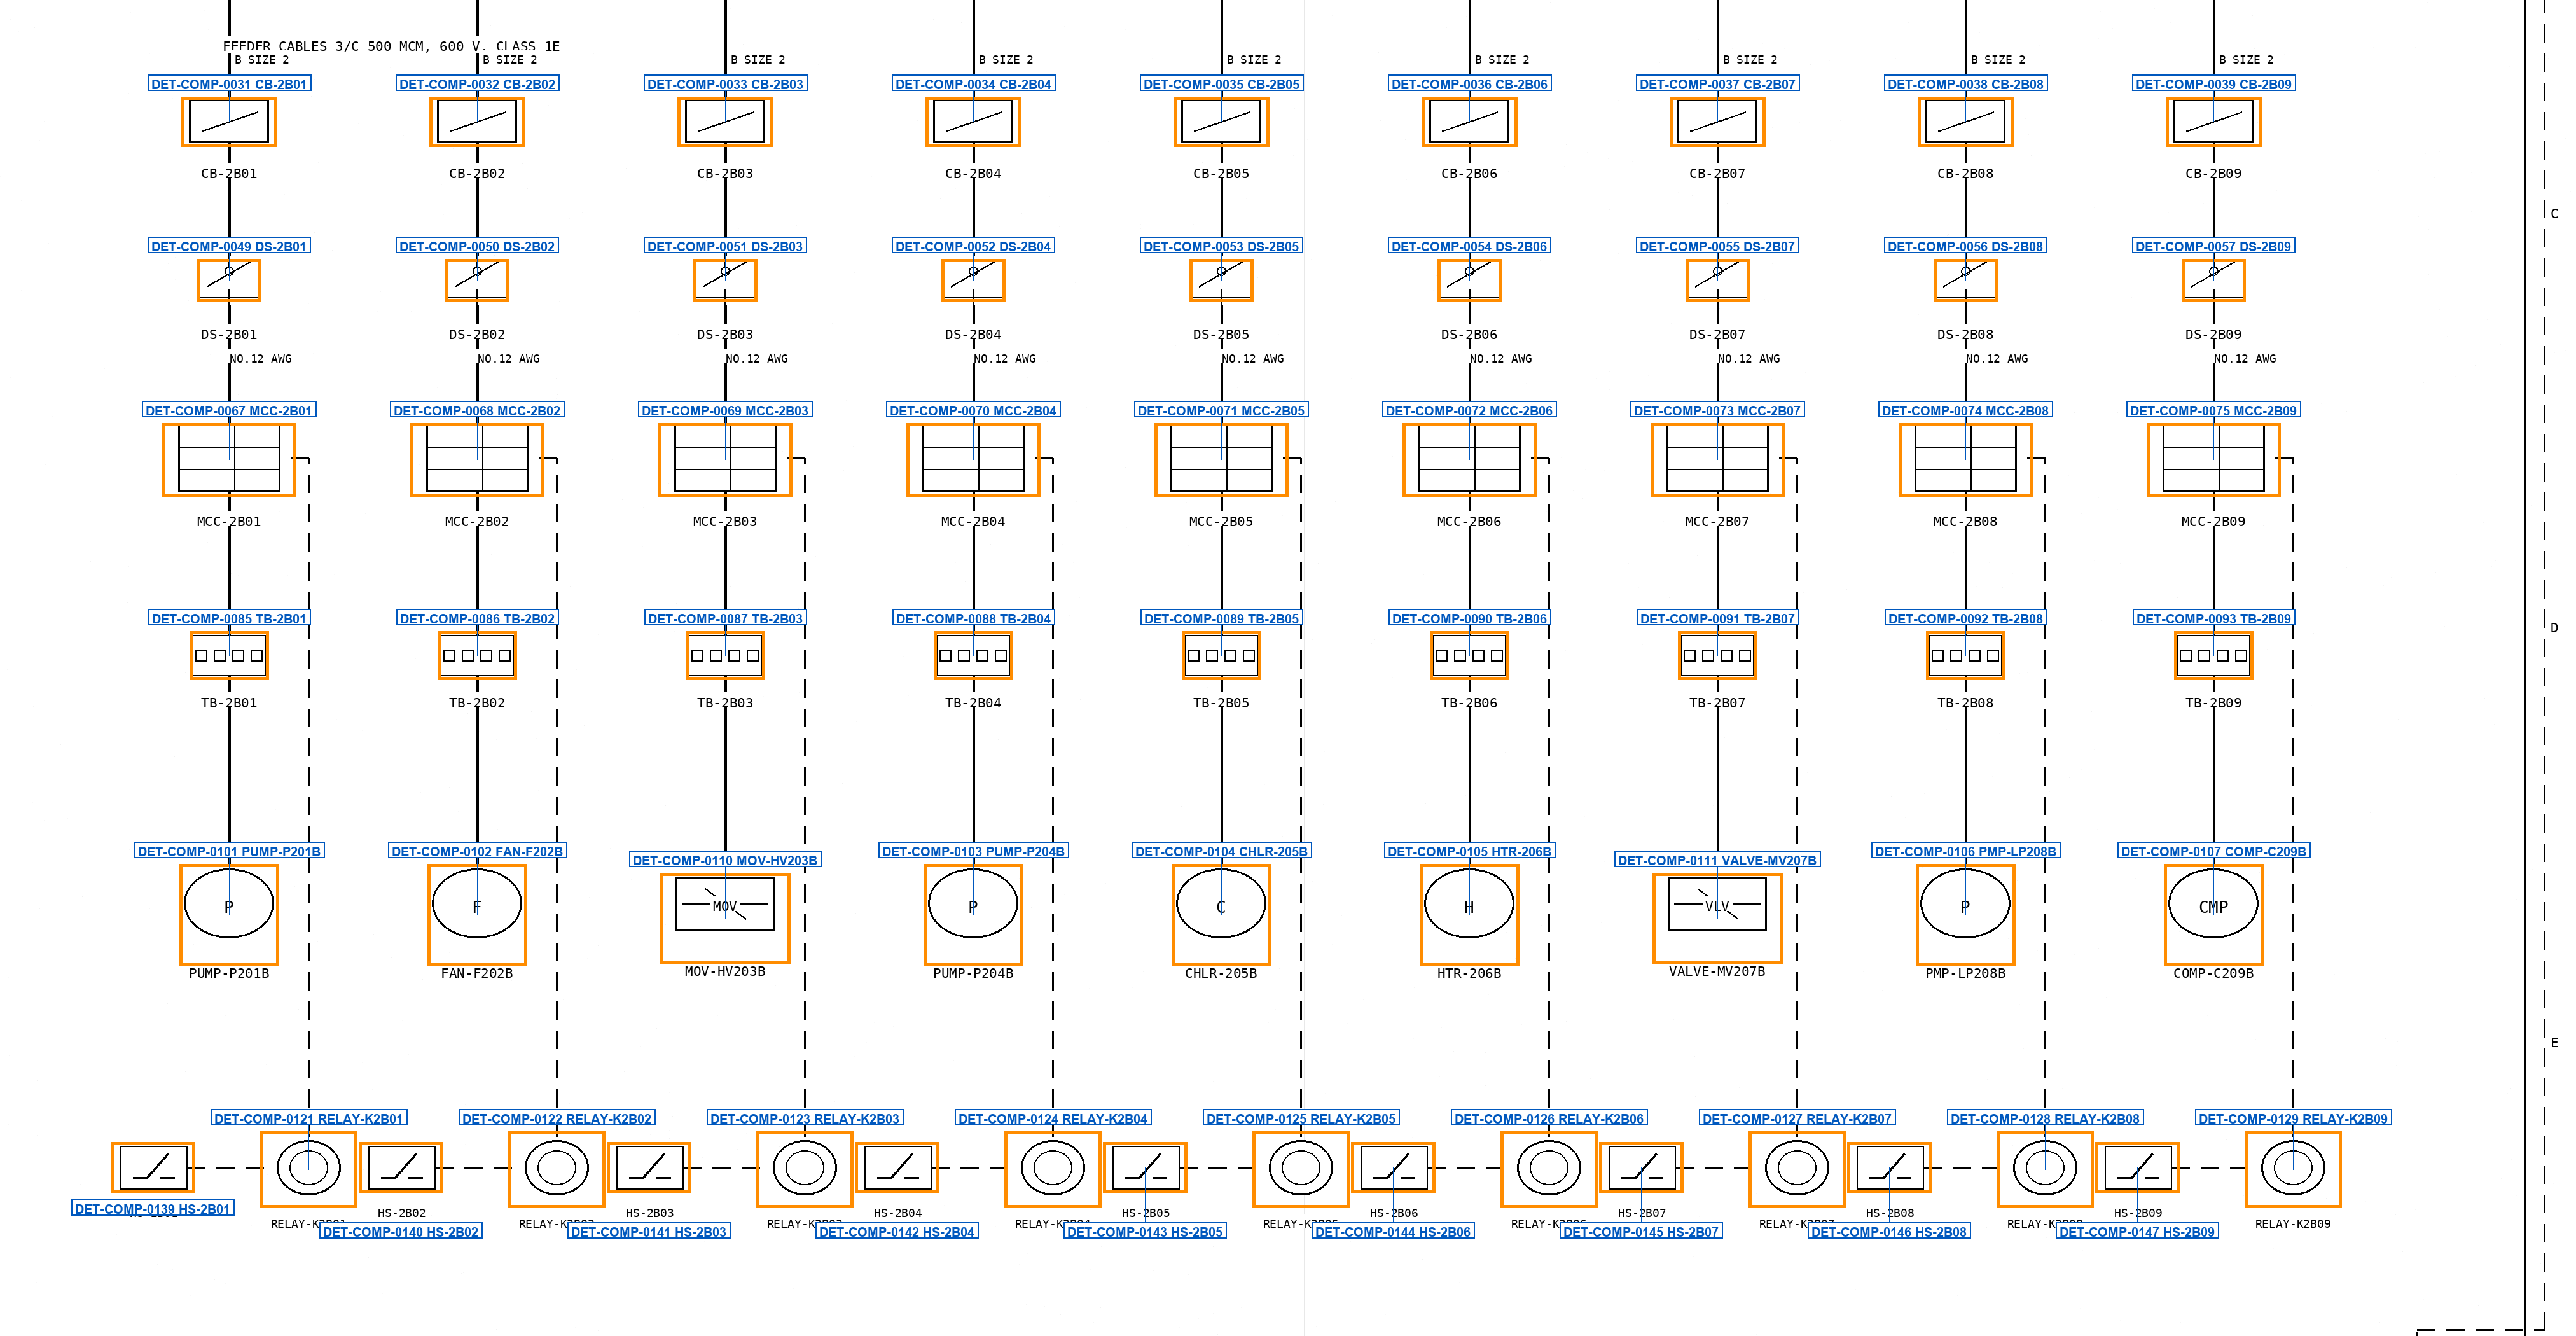 FEEDER CABLES 3/C 500 MCM, 600 V. CLASS 1E
B SIZE 2 B SIZE 2 B SIZE 2 B SIZE 2 B SIZE 2 B SIZE 2 B SIZE 2 B SIZE 2 B SIZE 2
DET-COMP-0031 CB-2B01 DET-COMP-0032 CB-2B02 DET-COMP-0033 CB-2B03 DET-COMP-0034 CB-2B04 DET-COMP-0035 CB-2B05 DET-COMP-0036 CB-2B06 DET-COMP-0037 CB-2B07 DET-COMP-0038 CB-2B08 DET-COMP-0039 CB-2B09
CB-2B01 CB-2B02 CB-2B03 CB-2B04 CB-2B05 CB-2B06 CB-2B07 CB-2B08 CB-2B09
C
DET-COMP-0049 DS-2B01 DET-COMP-0050 DS-2B02 DET-COMP-0051 DS-2B03 DET-COMP-0052 DS-2B04 DET-COMP-0053 DS-2B05 DET-COMP-0054 DS-2B06 DET-COMP-0055 DS-2B07 DET-COMP-0056 DS-2B08 DET-COMP-0057 DS-2B09
DS-2B01 DS-2B02 DS-2B03 DS-2B04 DS-2B05 DS-2B06 DS-2B07 DS-2B08 DS-2B09
NO.12 AWG NO.12 AWG NO.12 AWG NO.12 AWG NO.12 AWG NO.12 AWG NO.12 AWG NO.12 AWG NO.12 AWG
DET-COMP-0067 MCC-2B01 DET-COMP-0068 MCC-2B02 DET-COMP-0069 MCC-2B03 DET-COMP-0070 MCC-2B04 DET-COMP-0071 MCC-2B05 DET-COMP-0072 MCC-2B06 DET-COMP-0073 MCC-2B07 DET-COMP-0074 MCC-2B08 DET-COMP-0075 MCC-2B09
MCC-2B01 MCC-2B02 MCC-2B03 MCC-2B04 MCC-2B05 MCC-2B06 MCC-2B07 MCC-2B08 MCC-2B09
DET-COMP-0085 TB-2B01 DET-COMP-0086 TB-2B02 DET-COMP-0087 TB-2B03 DET-COMP-0088 TB-2B04 DET-COMP-0089 TB-2B05 DET-COMP-0090 TB-2B06 DET-COMP-0091 TB-2B07 DET-COMP-0092 TB-2B08 DET-COMP-0093 TB-2B09
D
TB-2B01 TB-2B02 TB-2B03 TB-2B04 TB-2B05 TB-2B06 TB-2B07 TB-2B08 TB-2B09
DET-COMP-0101 PUMP-P201B DET-COMP-0102 FAN-F202B DET-COMP-0110 MOV-HV203B DET-COMP-0103 PUMP-P204B DET-COMP-0104 CHLR-205B DET-COMP-0105 HTR-206B DET-COMP-0111 VALVE-MV207B DET-COMP-0106 PMP-LP208B DET-COMP-0107 COMP-C209B
P F MOV P C H VLV P CMP
PUMP-P201B FAN-F202B MOV-HV203B PUMP-P204B CHLR-205B HTR-206B VALVE-MV207B PMP-LP208B COMP-C209B
E
DET-COMP-0121 RELAY-K2B01 DET-COMP-0122 RELAY-K2B02 DET-COMP-0123 RELAY-K2B03 DET-COMP-0124 RELAY-K2B04 DET-COMP-0125 RELAY-K2B05 DET-COMP-0126 RELAY-K2B06 DET-COMP-0127 RELAY-K2B07 DET-COMP-0128 RELAY-K2B08 DET-COMP-0129 RELAY-K2B09
DET-COMP-0139 HS-2B01 HS-2B02 HS-2B03 HS-2B04 HS-2B05 HS-2B06 HS-2B07 HS-2B08 HS-2B09
RELAY-K2B09
DET-COMP-0140 HS-2B02 DET-COMP-0141 HS-2B03 DET-COMP-0142 HS-2B04 DET-COMP-0143 HS-2B05 DET-COMP-0144 HS-2B06 DET-COMP-0145 HS-2B07 DET-COMP-0146 HS-2B08 DET-COMP-0147 HS-2B09